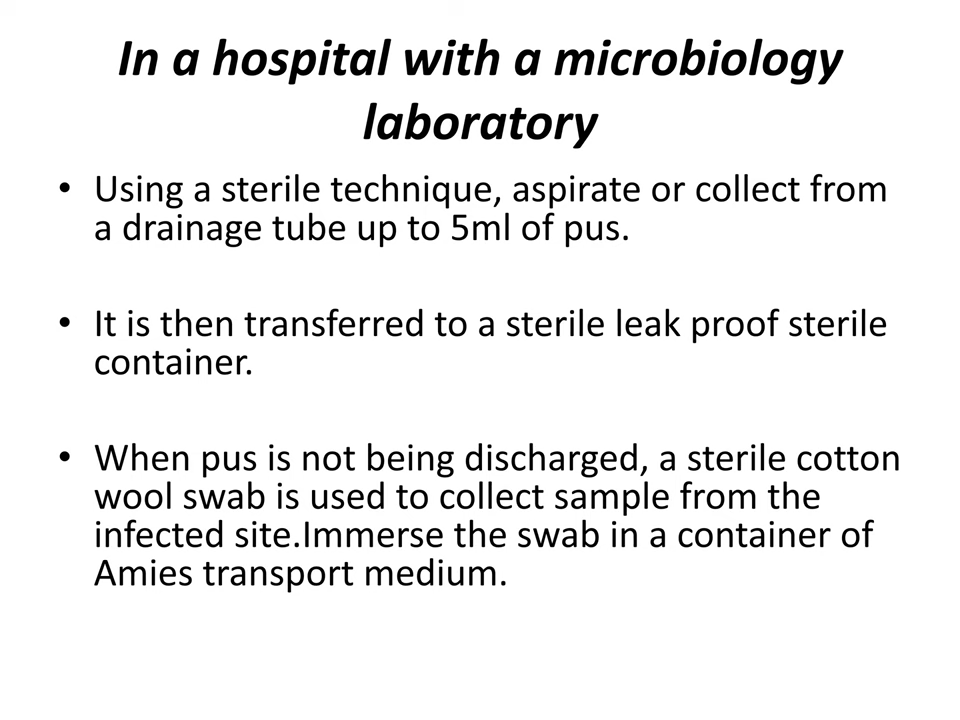 In a hospital with a microbiology
laboratory
• Using a sterile technique, aspirate or collect from
a drainage tube up to 5ml of pus.
• It is then transferred to a sterile leak proof sterile
container.
• When pus is not being discharged, a sterile cotton
wool swab is used to collect sample from the
infected site.Immerse the swab in a container of
Amies transport medium.